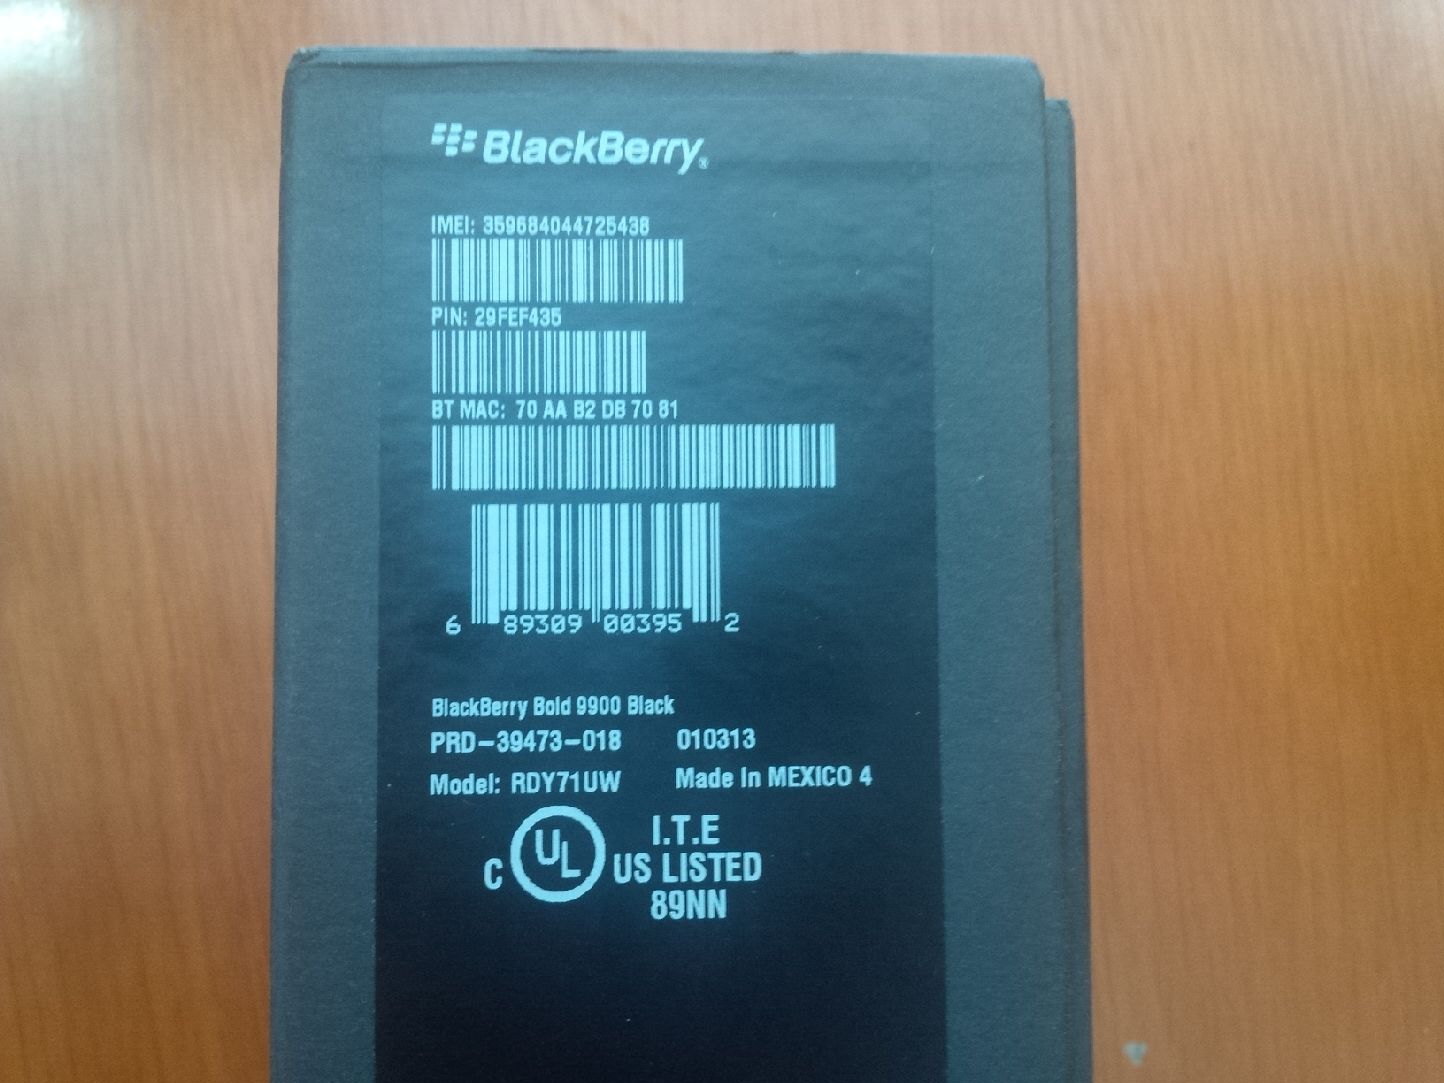 BlackBerry®
IMEI: 359684044725438
PIN: 29FEF435
BT MAC: 70 AA B2 DB 70 81
6 89309 00395 2
BlackBerry Bold 9900 Black
PRD-39473-018 010313
Model: RDY71UW Made In MEXICO 4
I.T.E
C UL US LISTED
89NN